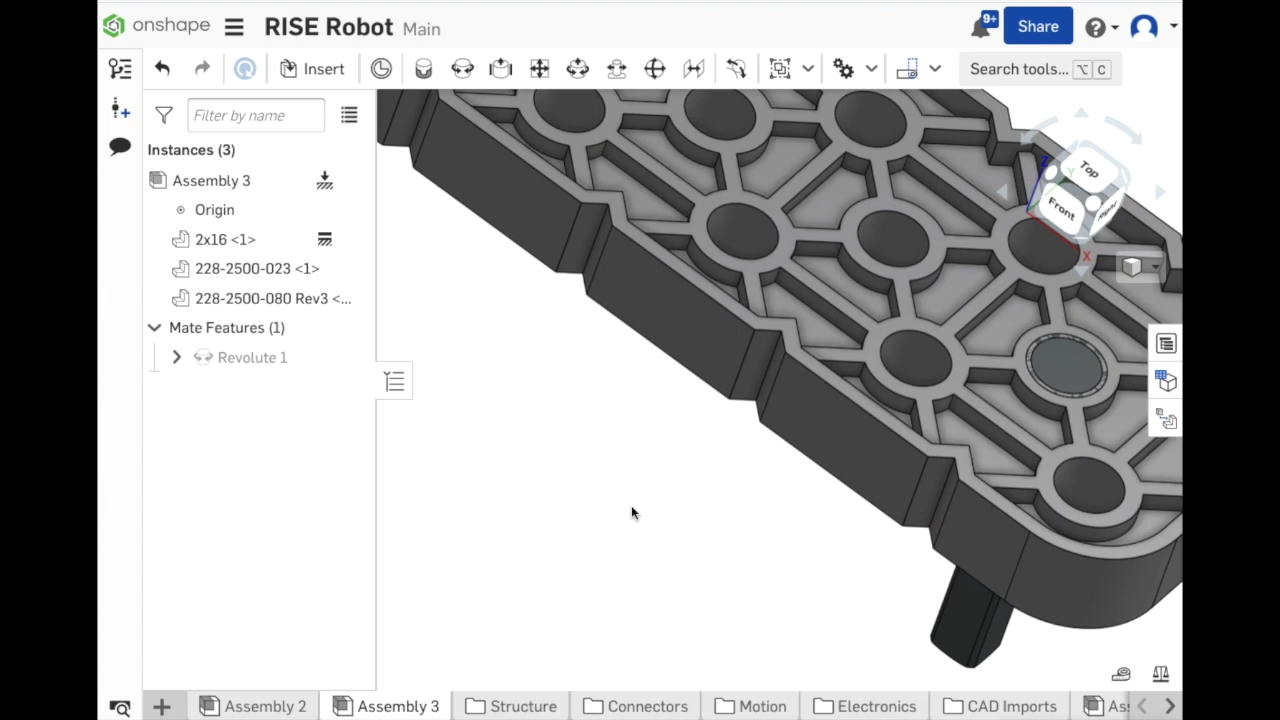 onshape RISE Robot Main 9+ Share
Insert Search tools... ⌥ C
Filter by name
Instances (3)
Assembly 3
Origin
2x16 <1>
228-2500-023 <1>
228-2500-080 Rev3 <...
Mate Features (1)
Revolute 1
Z
Y
Top
Front
Right
X
Assembly 2 Assembly 3 Structure Connectors Motion Electronics CAD Imports Ass